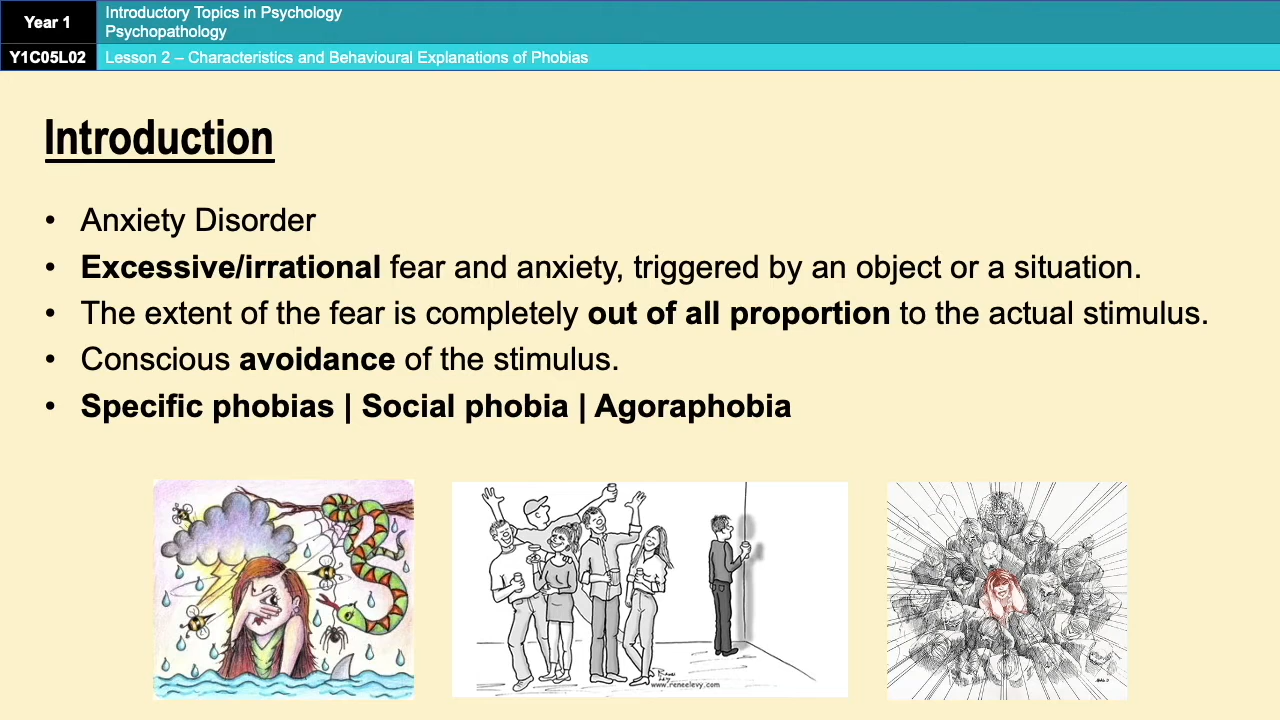 Year 1
Introductory Topics in Psychology
Psychopathology
Y1C05L02
Lesson 2 – Characteristics and Behavioural Explanations of Phobias
Introduction
• Anxiety Disorder
• Excessive/irrational fear and anxiety, triggered by an object or a situation.
• The extent of the fear is completely out of all proportion to the actual stimulus.
• Conscious avoidance of the stimulus.
• Specific phobias | Social phobia | Agoraphobia
www.reneelevy.com